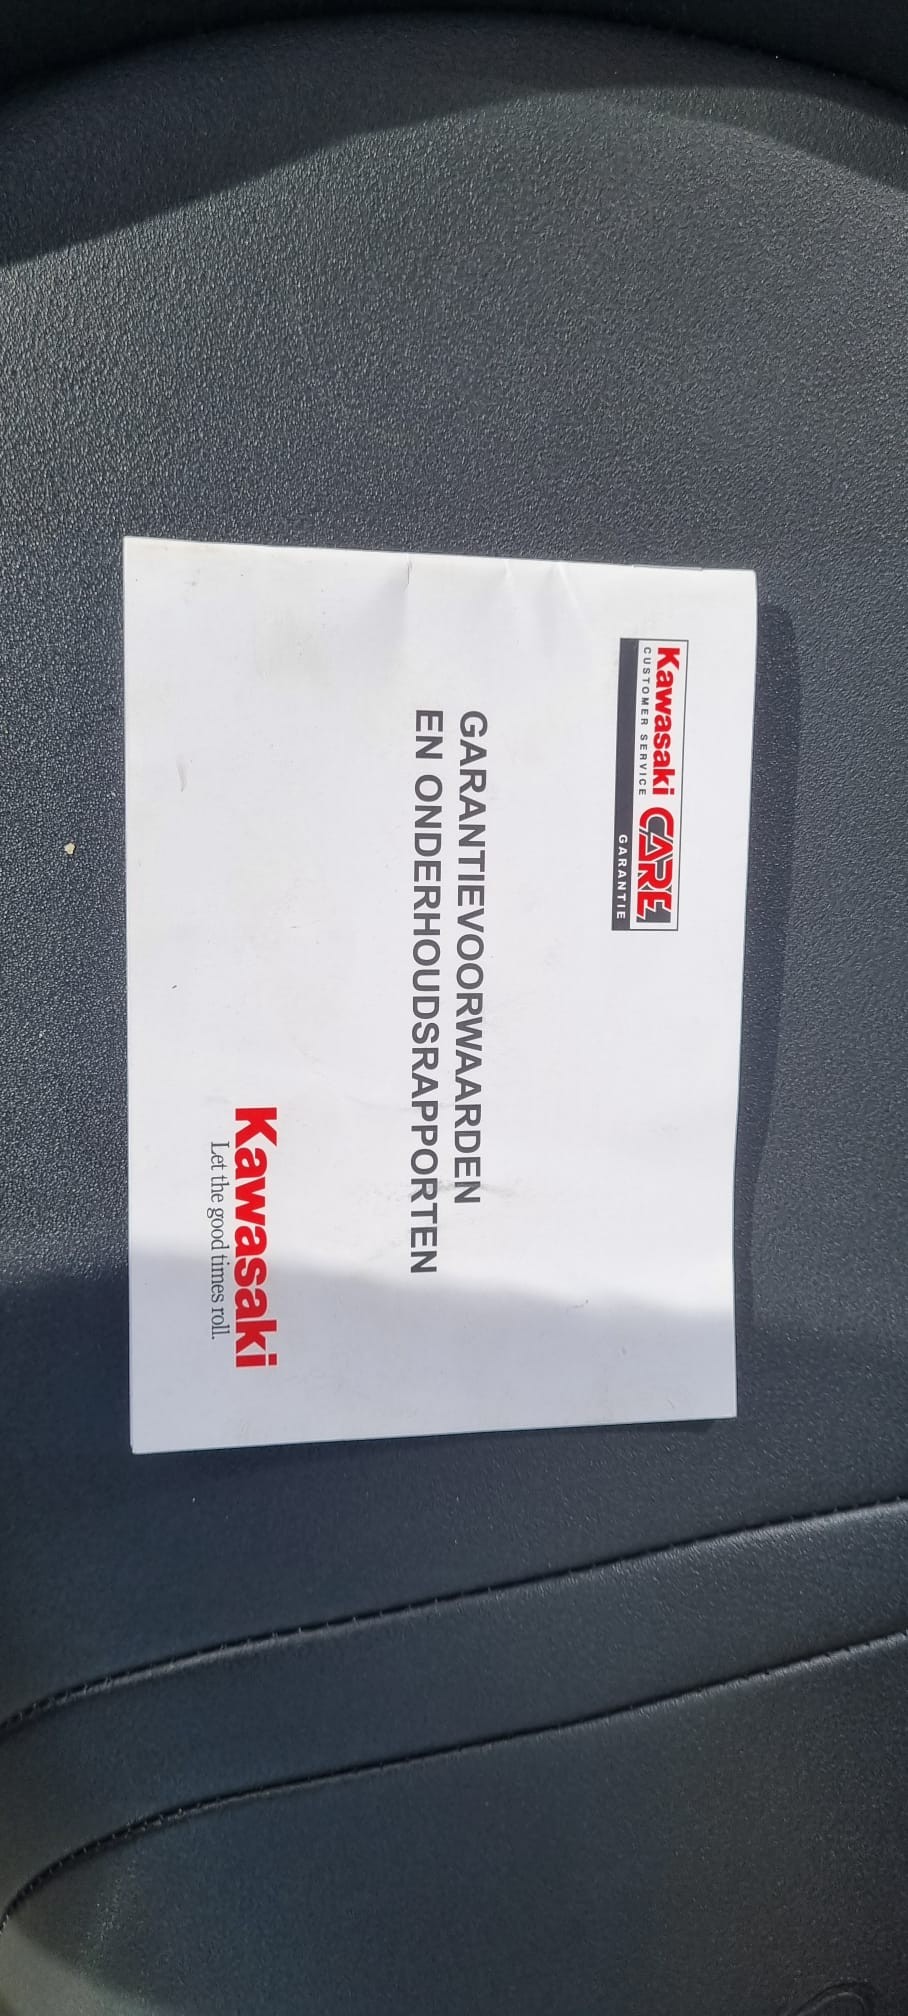 Kawasaki CARE
CUSTOMER SERVICE
GARANTIE
GARANTIEVOORWAARDEN
EN ONDERHOUDSRAPPORTEN
Kawasaki
Let the good times roll.